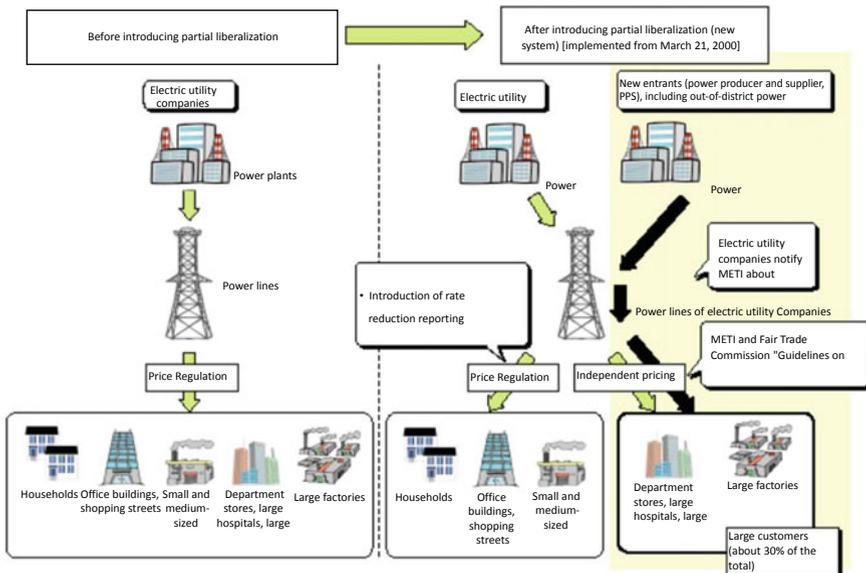 Before introducing partial liberalization
After introducing partial liberalization (new
system) [implemented from March 21, 2000]
Electric utility
companies
Power plants
Power lines
Price Regulation
Households
Office buildings,
shopping streets
Small and
medium-
sized
Department
stores, large
hospitals, large
Large factories
Electric utility
Power
New entrants (power producer and supplier,
PPS), including out-of-district power
Power
Electric utility
companies notify
METI about
• Introduction of rate
reduction reporting
Power lines of electric utility Companies
METI and Fair Trade
Commission "Guidelines on
Price Regulation
Independent pricing
Households
Office
buildings,
shopping
streets
Small and
medium-
sized
Department
stores, large
hospitals, large
Large factories
Large customers
(about 30% of the
total)